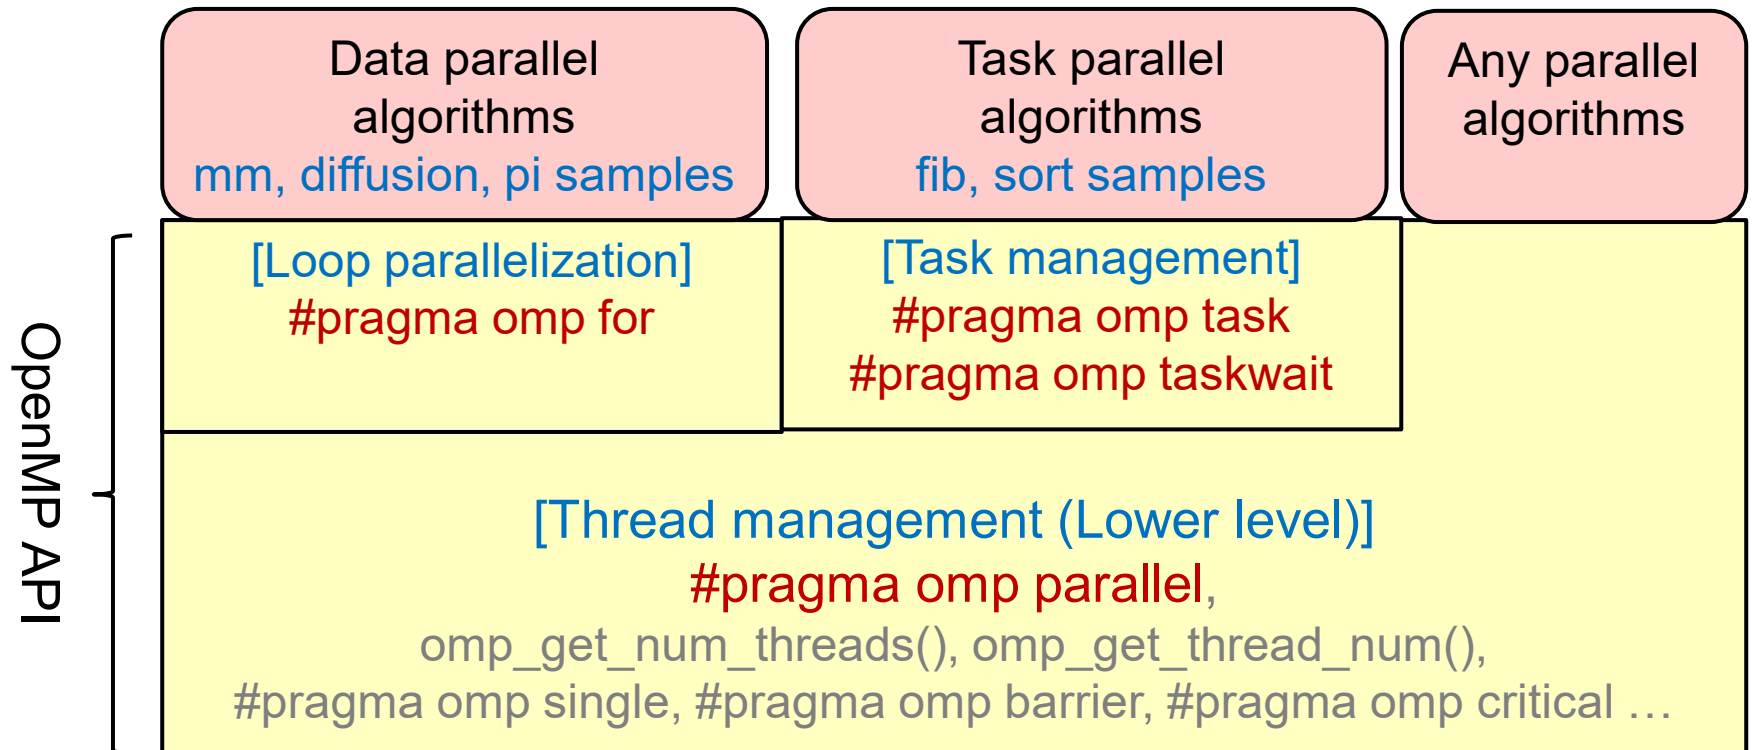 Data parallel
algorithms
mm, diffusion, pi samples
Task parallel
algorithms
fib, sort samples
Any parallel
algorithms
OpenMP API
[Loop parallelization]
#pragma omp for
[Task management]
#pragma omp task
#pragma omp taskwait
[Thread management (Lower level)]
#pragma omp parallel,
omp_get_num_threads(), omp_get_thread_num(),
#pragma omp single, #pragma omp barrier, #pragma omp critical …